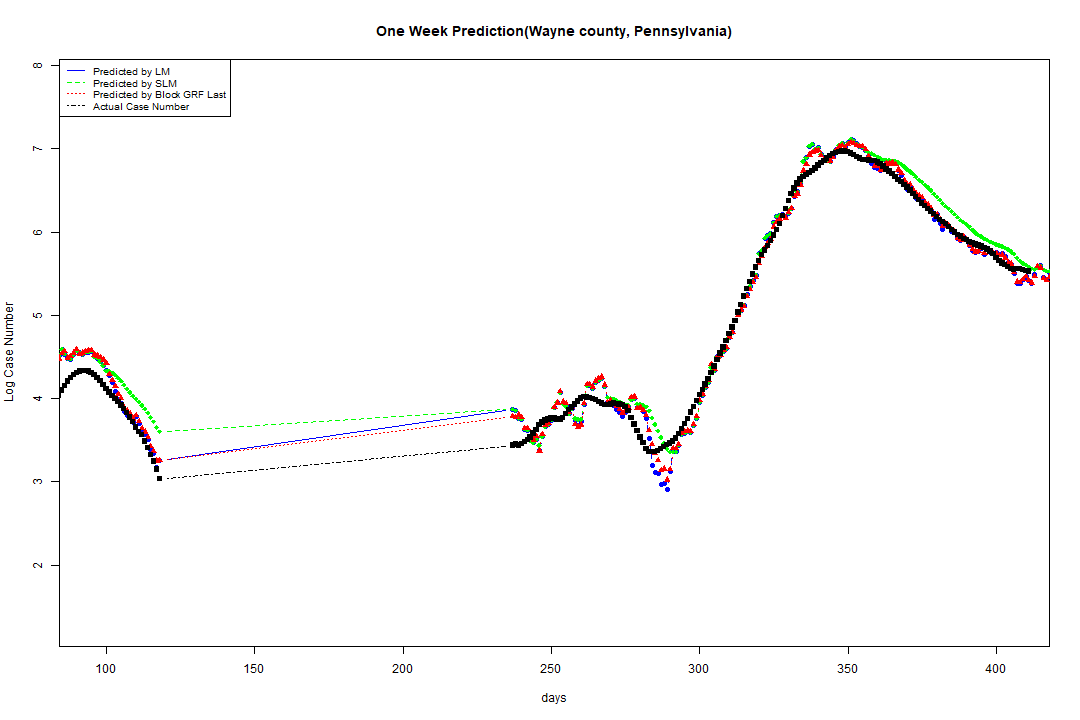 One Week Prediction(Wayne county, Pennsylvania)
Predicted by LM
Predicted by SLM
Predicted by Block GRF Last
Actual Case Number
8
7
6
5
4
3
2
Log Case Number
100 150 200 250 300 350 400
days